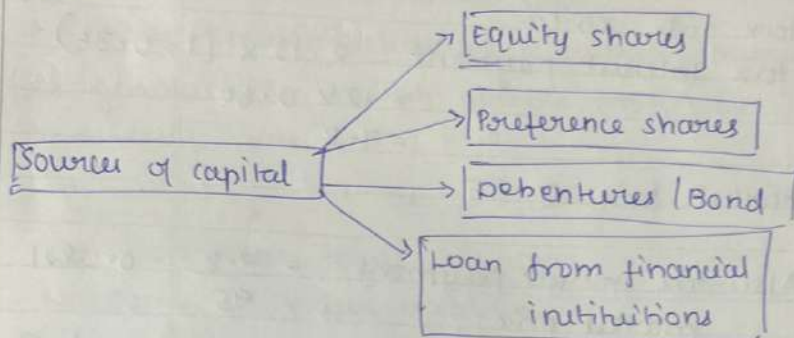 Equity shares
Preference shares
Source of capital
Debentures / Bond
Loan from financial
institutions